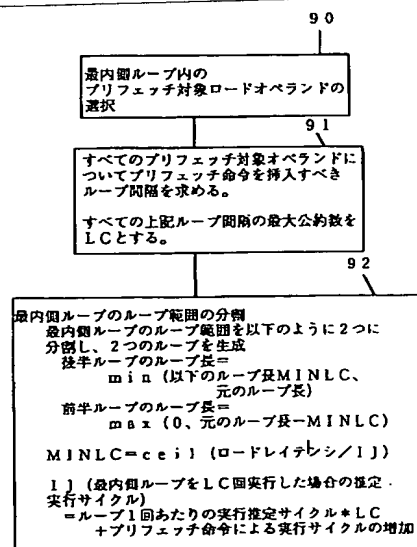 90
最内側ループ内の
プリフェッチ対象ロードオペランドの
選択
91
すべてのプリフェッチ対象オペランドに
ついてプリフェッチ命令を挿入すべき
ループ間隔を求める。
すべての上記ループ間隔の最大公約数を
LCとする。
92
最内側ループのループ範囲の分割
最内側ループのループ範囲を以下のように2つに
分割し、2つのループを生成
後半ループのループ長=
min(以下のループ長MINLC、
元のループ長)
前半ループのループ長=
max(0、元のループ長-MINLC)
MINLC=ceil(ロードレイテンシ/IJ)
IJ(最内側ループをLC回実行した場合の推定
実行サイクル)
=ループ1回あたりの実行推定サイクル*LC
+プリフェッチ命令による実行サイクルの増加